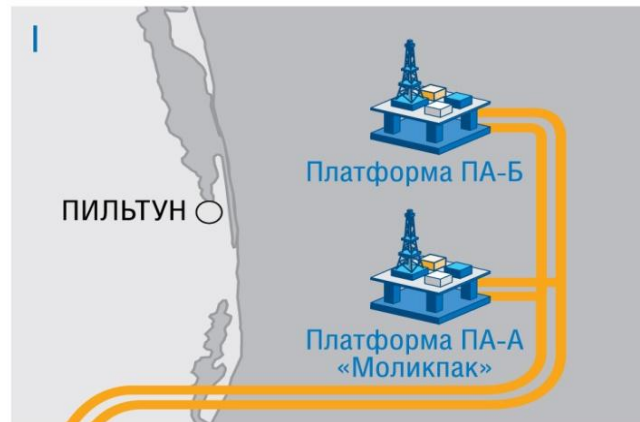 I
Платформа ПА-Б
ПИЛЬТУН
Платформа ПА-А
«Моликпак»